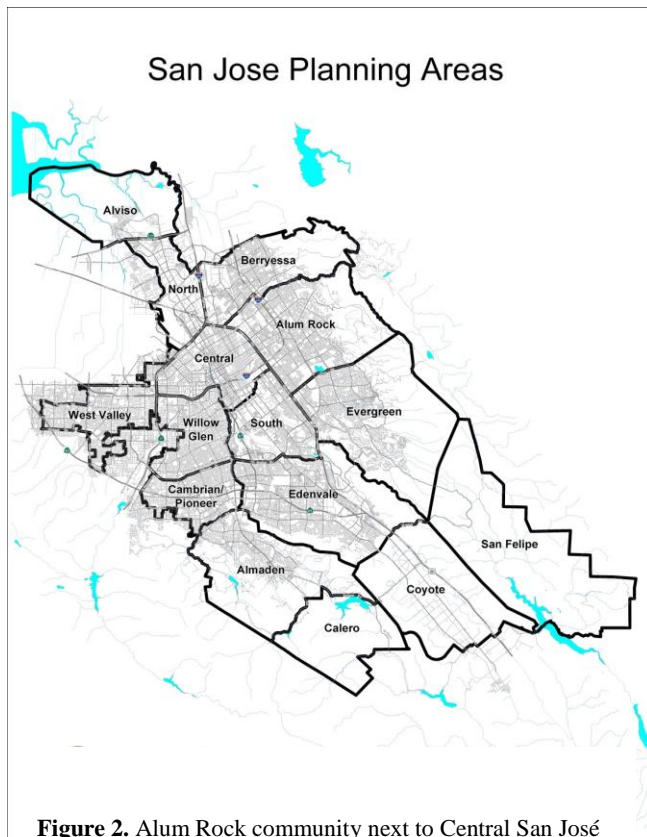 San Jose Planning Areas
Alviso
Berryessa
North
Alum Rock
Central
West Valley
Willow
Glen
South
Evergreen
Cambrian/
Pioneer
Edenvale
San Felipe
Almaden
Coyote
Calero
Figure 2. Alum Rock community next to Central San José